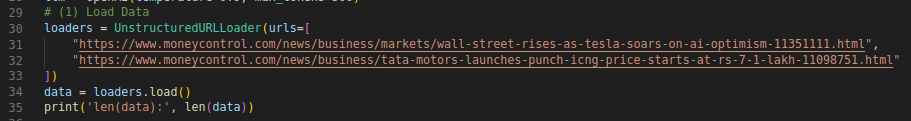 29 # (1) Load Data
30 loaders = UnstructuredURLLoader(urls=[
31     "https://www.moneycontrol.com/news/business/markets/wall-street-rises-as-tesla-soars-on-ai-optimism-11351111.html",
32     "https://www.moneycontrol.com/news/business/tata-motors-launches-punch-icng-price-starts-at-rs-7-1-lakh-11098751.html"
33 ])
34 data = loaders.load()
35 print('len(data):', len(data))